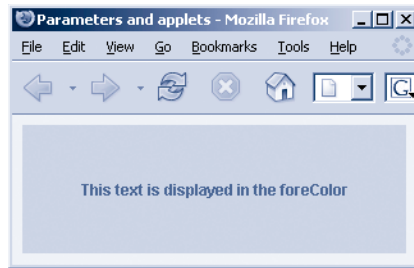 Parameters and applets - Mozilla Firefox
File Edit View Go Bookmarks Tools Help
G
This text is displayed in the foreColor